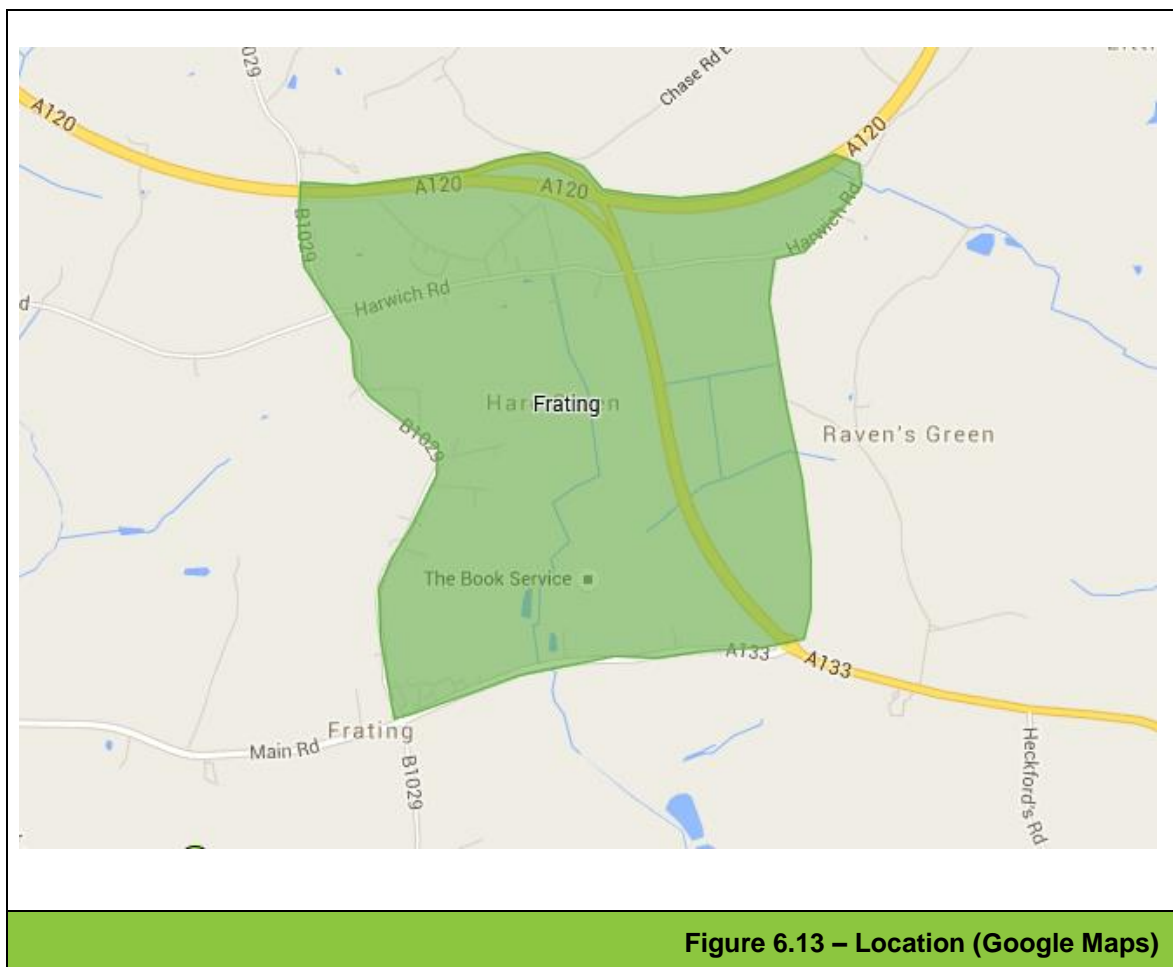 029
Chase Rd E
A120
A120
A120
A120
B1029
Harwich Rd
Harwich Rd
d
Frating
B1029
Raven's Green
The Book Service
A133
A133
Frating
Main Rd
B1029
Heckford's Rd
Figure 6.13 – Location (Google Maps)